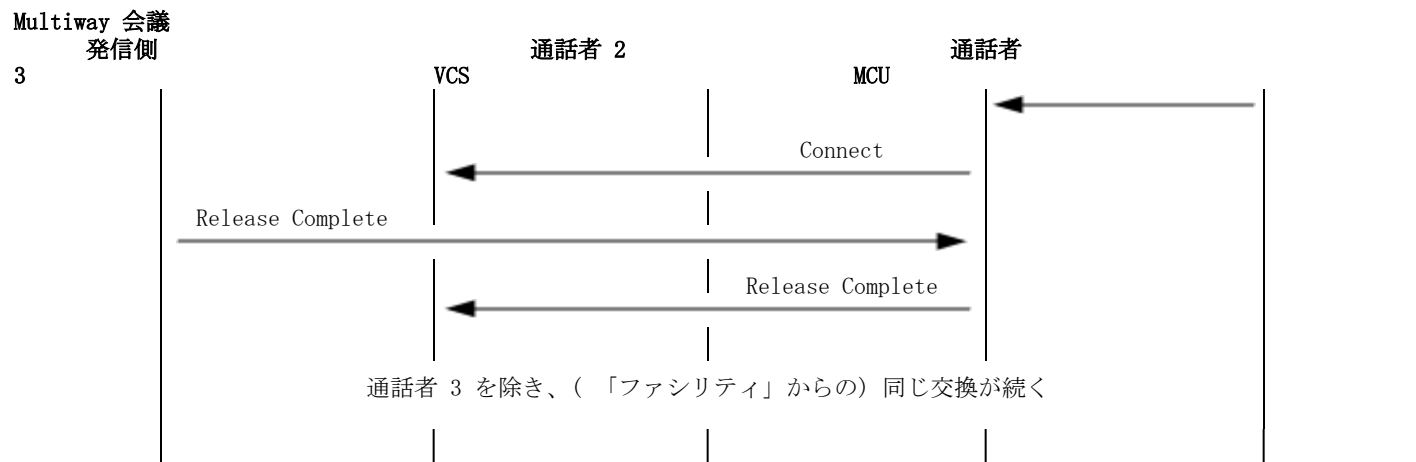 Multiway 会議
発信側 通話者 2 通話者
3 VCS MCU
Connect
Release Complete
Release Complete
通話者 3 を除き、( 「ファシリティ」からの) 同じ交換が続く